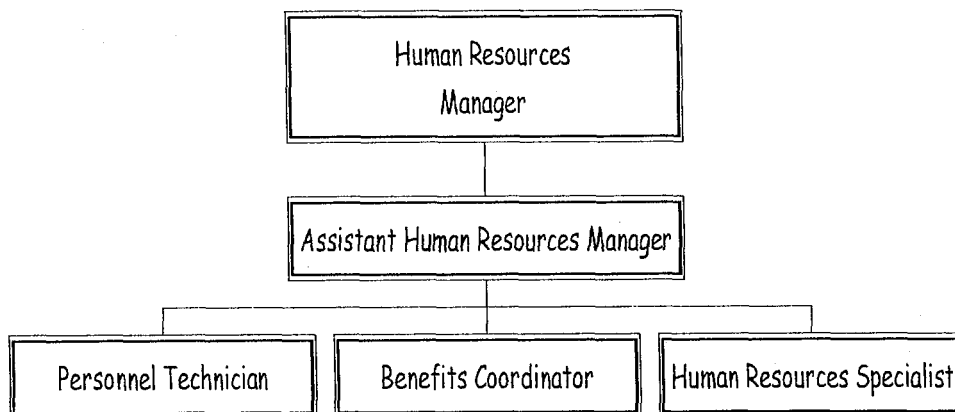 Human Resources
Manager
Assistant Human Resources Manager
Personnel Technician
Benefits Coordinator
Human Resources Specialist